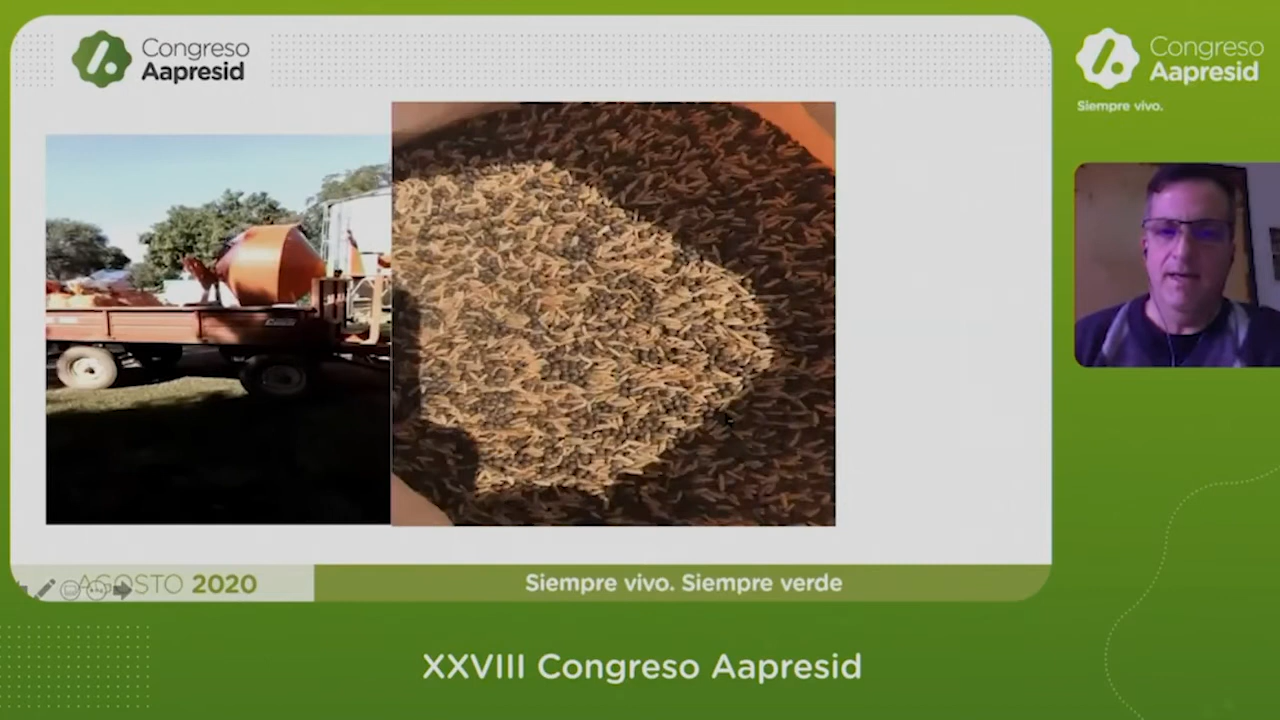 Congreso
Aapresid
Congreso
Aapresid
Siempre vivo.
AGOSTO 2020
Siempre vivo. Siempre verde
XXVIII Congreso Aapresid